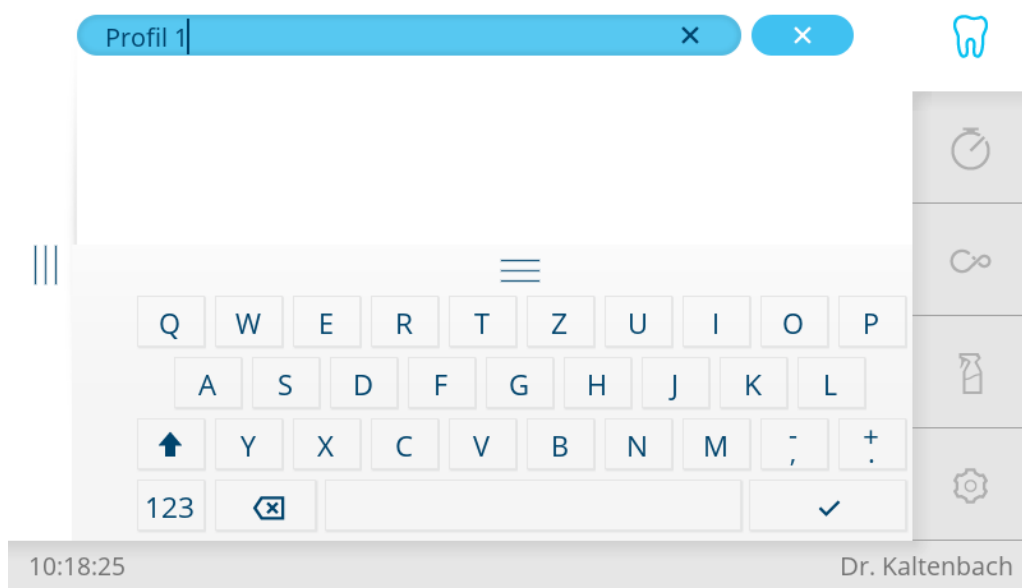 Profil 1
Q W E R T Z U I O P
A S D F G H J K L
Y X C V B N M - , + .
123
10:18:25 Dr. Kaltenbach